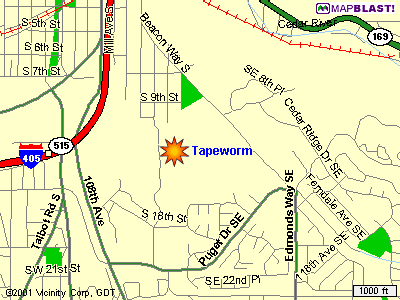 S 5th St
S 6th St
S 7th St
Mill Ave S
Beacon Way S
Cedar River
MAPBLAST!
169
SE 8th Pl
S 9th St
Cedar Ridge Dr SE
515
405
Tapeworm
108th Ave
Talbot Rd S
S 18th St
Puget Dr SE
Edmonds Way SE
Ferndale Ave SE
116th Ave SE
SW 21st St
SE 22nd Pl
©2001 Vicinity Corp, GDT
1000 ft